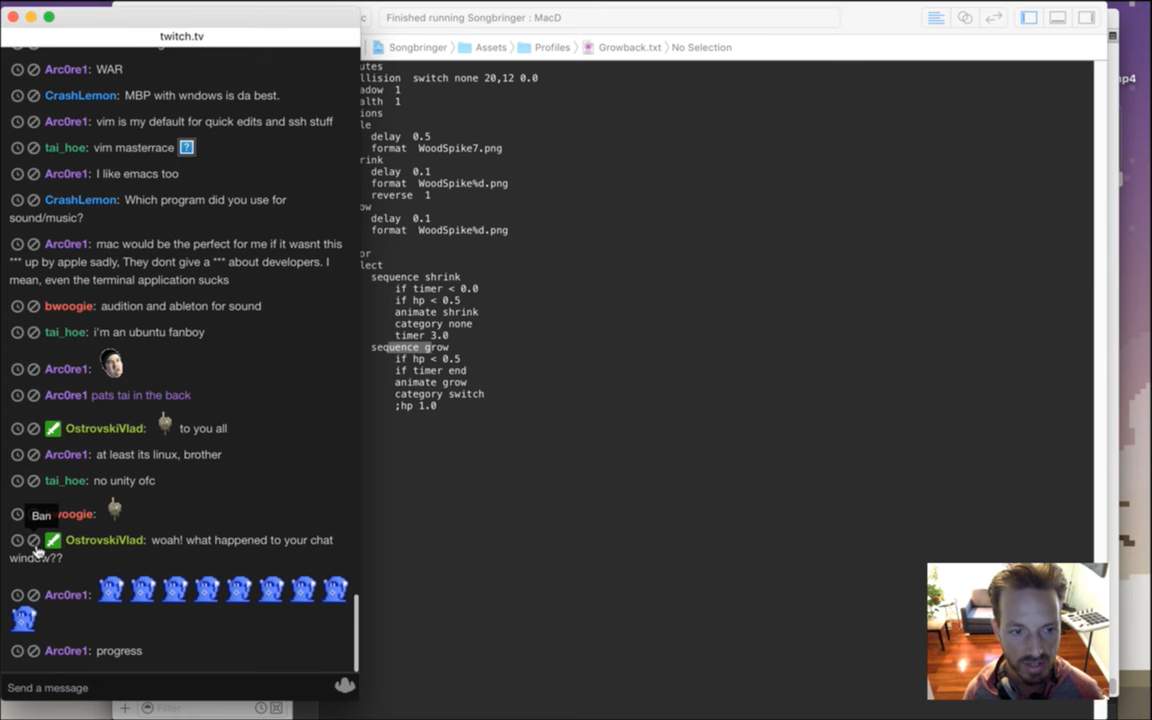 Finished running Songbringer : MacD
twitch.tv
Songbringer Assets Profiles Growback.txt No Selection
Arc0re1: WAR
CrashLemon: MBP with wndows is da best.
Arc0re1: vim is my default for quick edits and ssh stuff
tai_hoe: vim masterrace ?
Arc0re1: I like emacs too
CrashLemon: Which program did you use for
sound/music?
Arc0re1: mac would be the perfect for me if it wasnt this
*** up by apple sadly, They dont give a *** about developers. I
mean, even the terminal application sucks
bwoogie: audition and ableton for sound
tai_hoe: i'm an ubuntu fanboy
Arc0re1:
Arc0re1 pats tai in the back
OstrovskiVlad: to you all
Arc0re1: at least its linux, brother
tai_hoe: no unity ofc
Ban
woogie:
OstrovskiVlad: woah! what happened to your chat
window??
Arc0re1:
Arc0re1: progress
Send a message
Filter
utes
llision switch none 20,12 0.0
adow 1
alth 1
ions
le
delay 0.5
format WoodSpike7.png
rink
delay 0.1
format WoodSpike%d.png
reverse 1
ow
delay 0.1
format WoodSpike%d.png
or
lect
sequence shrink
if timer < 0.0
if hp < 0.5
animate shrink
category none
timer 3.0
sequence grow
if hp < 0.5
if timer end
animate grow
category switch
;hp 1.0
mp4